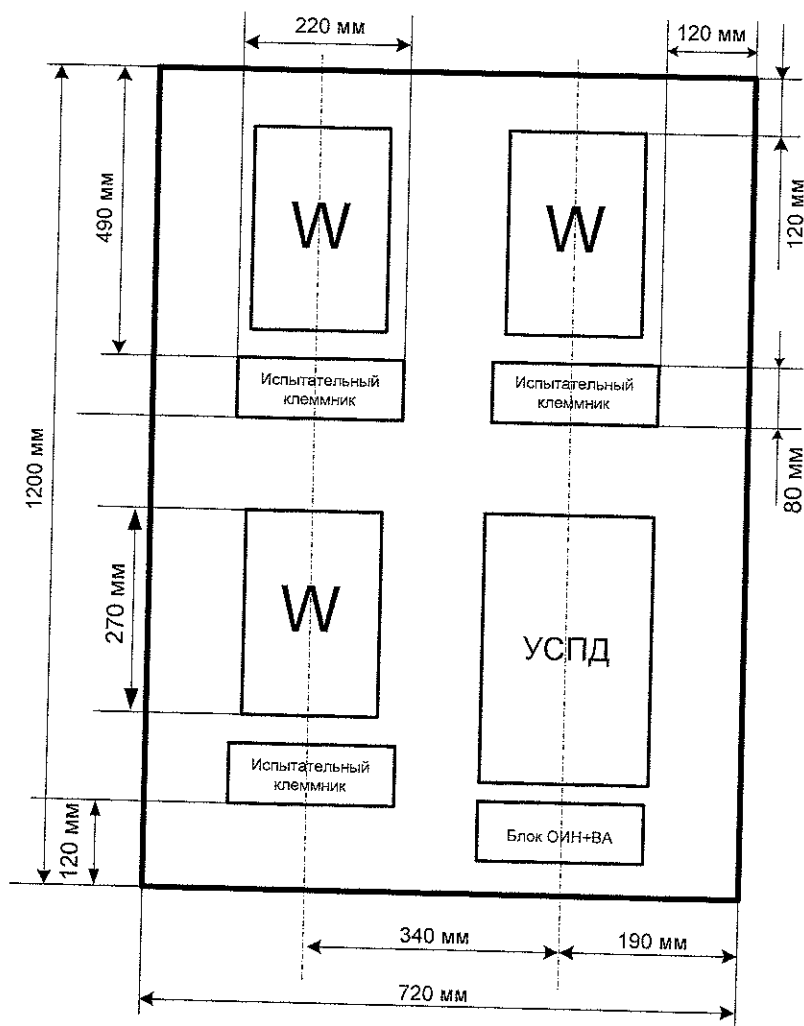 220 мм
120 мм
490 мм
W
W
120 мм
Испытательный
клеммник
Испытательный
клеммник
1200 мм
80 мм
270 мм
W
УСПД
Испытательный
клеммник
120 мм
Блок ОИН+ВА
340 мм
190 мм
720 мм